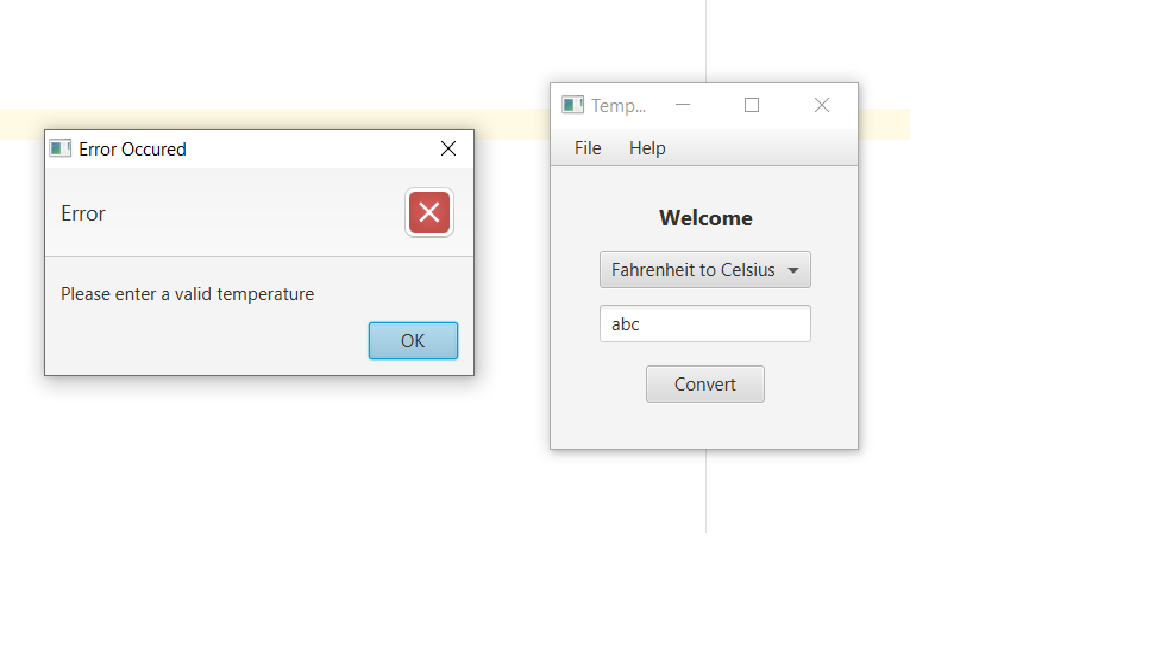 Error Occured
Error
Please enter a valid temperature
OK
Temp...
File Help
Welcome
Fahrenheit to Celsius
abc
Convert